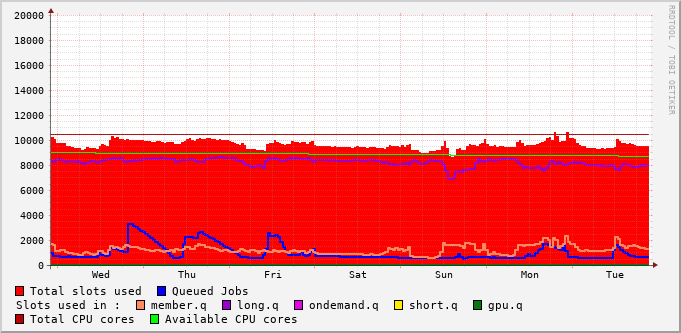 20000
18000
16000
14000
12000
10000
8000
6000
4000
2000
0
Wed Thu Fri Sat Sun Mon Tue
RRDTOOL / TOBI OETIKER
Total slots used Queued Jobs
Slots used in : member.q long.q ondemand.q short.q gpu.q
Total CPU cores Available CPU cores